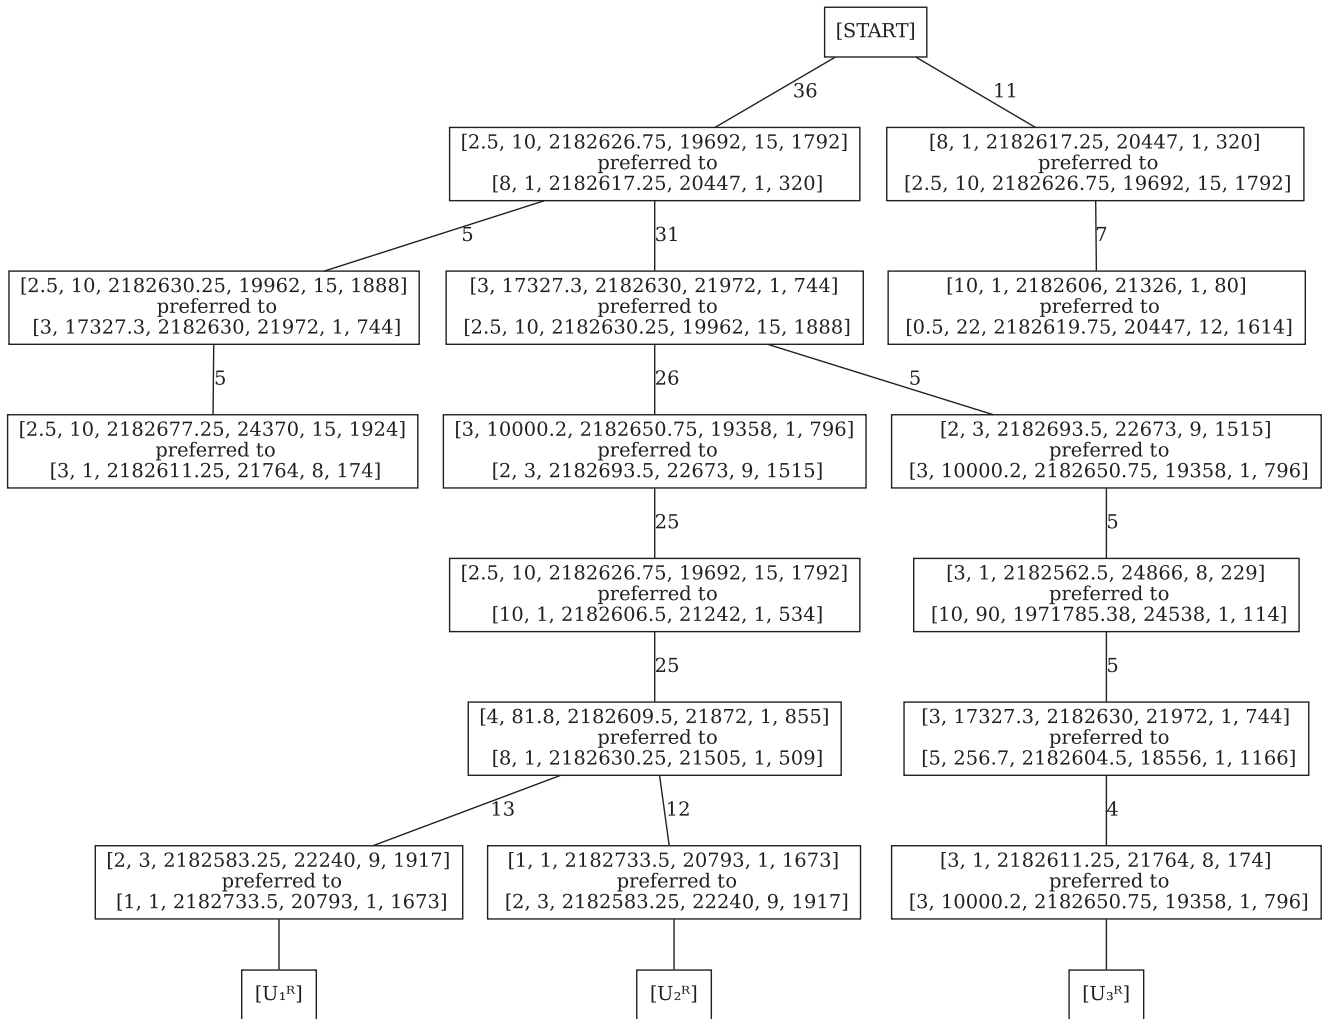 [START]
36
11
[2.5, 10, 2182626.75, 19692, 15, 1792]
preferred to
[8, 1, 2182617.25, 20447, 1, 320]
[8, 1, 2182617.25, 20447, 1, 320]
preferred to
[2.5, 10, 2182626.75, 19692, 15, 1792]
5
31
7
[2.5, 10, 2182630.25, 19962, 15, 1888]
preferred to
[3, 17327.3, 2182630, 21972, 1, 744]
[3, 17327.3, 2182630, 21972, 1, 744]
preferred to
[2.5, 10, 2182630.25, 19962, 15, 1888]
[10, 1, 2182606, 21326, 1, 80]
preferred to
[0.5, 22, 2182619.75, 20447, 12, 1614]
5
26
5
[2.5, 10, 2182677.25, 24370, 15, 1924]
preferred to
[3, 1, 2182611.25, 21764, 8, 174]
[3, 10000.2, 2182650.75, 19358, 1, 796]
preferred to
[2, 3, 2182693.5, 22673, 9, 1515]
[2, 3, 2182693.5, 22673, 9, 1515]
preferred to
[3, 10000.2, 2182650.75, 19358, 1, 796]
25
5
[2.5, 10, 2182626.75, 19692, 15, 1792]
preferred to
[10, 1, 2182606.5, 21242, 1, 534]
[3, 1, 2182562.5, 24866, 8, 229]
preferred to
[10, 90, 1971785.38, 24538, 1, 114]
25
5
[4, 81.8, 2182609.5, 21872, 1, 855]
preferred to
[8, 1, 2182630.25, 21505, 1, 509]
[3, 17327.3, 2182630, 21972, 1, 744]
preferred to
[5, 256.7, 2182604.5, 18556, 1, 1166]
13
12
4
[2, 3, 2182583.25, 22240, 9, 1917]
preferred to
[1, 1, 2182733.5, 20793, 1, 1673]
[1, 1, 2182733.5, 20793, 1, 1673]
preferred to
[2, 3, 2182583.25, 22240, 9, 1917]
[3, 1, 2182611.25, 21764, 8, 174]
preferred to
[3, 10000.2, 2182650.75, 19358, 1, 796]
[U₁ᴿ]
[U₂ᴿ]
[U₃ᴿ]